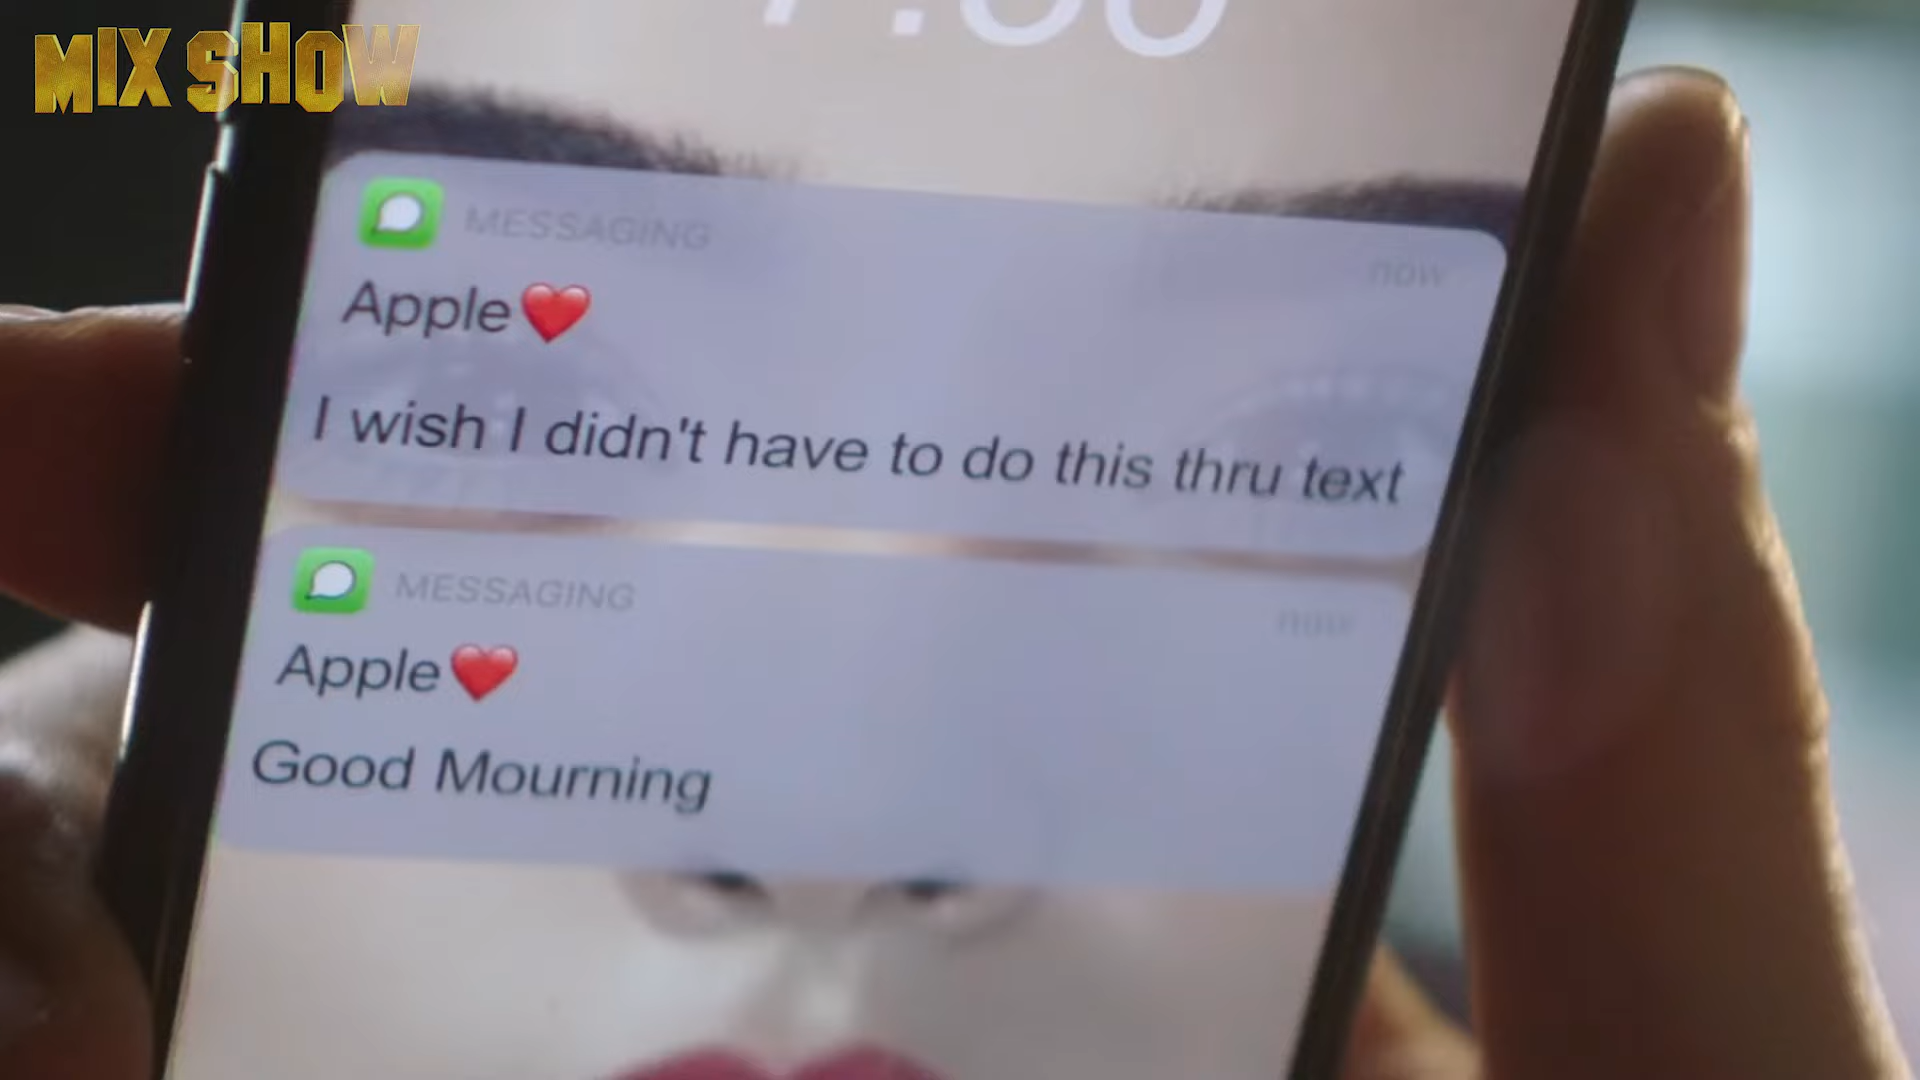 MIX SHOW
MESSAGING
now
Apple❤️
I wish I didn't have to do this thru text
MESSAGING
now
Apple❤️
Good Mourning